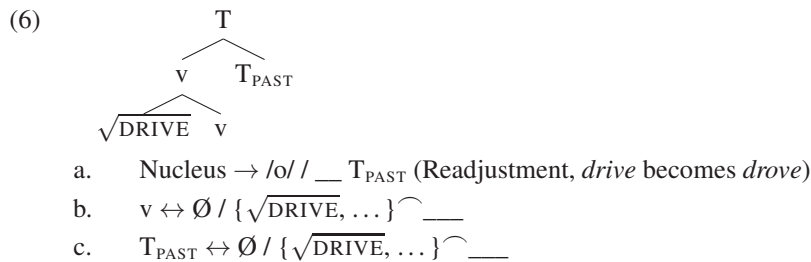 (6) T
v T_PAST
√DRIVE v
a. Nucleus → /o/ / __ T_PAST (Readjustment, drive becomes drove)
b. v ↔ Ø / {√DRIVE, … }⁀___
c. T_PAST ↔ Ø / {√DRIVE, … }⁀___